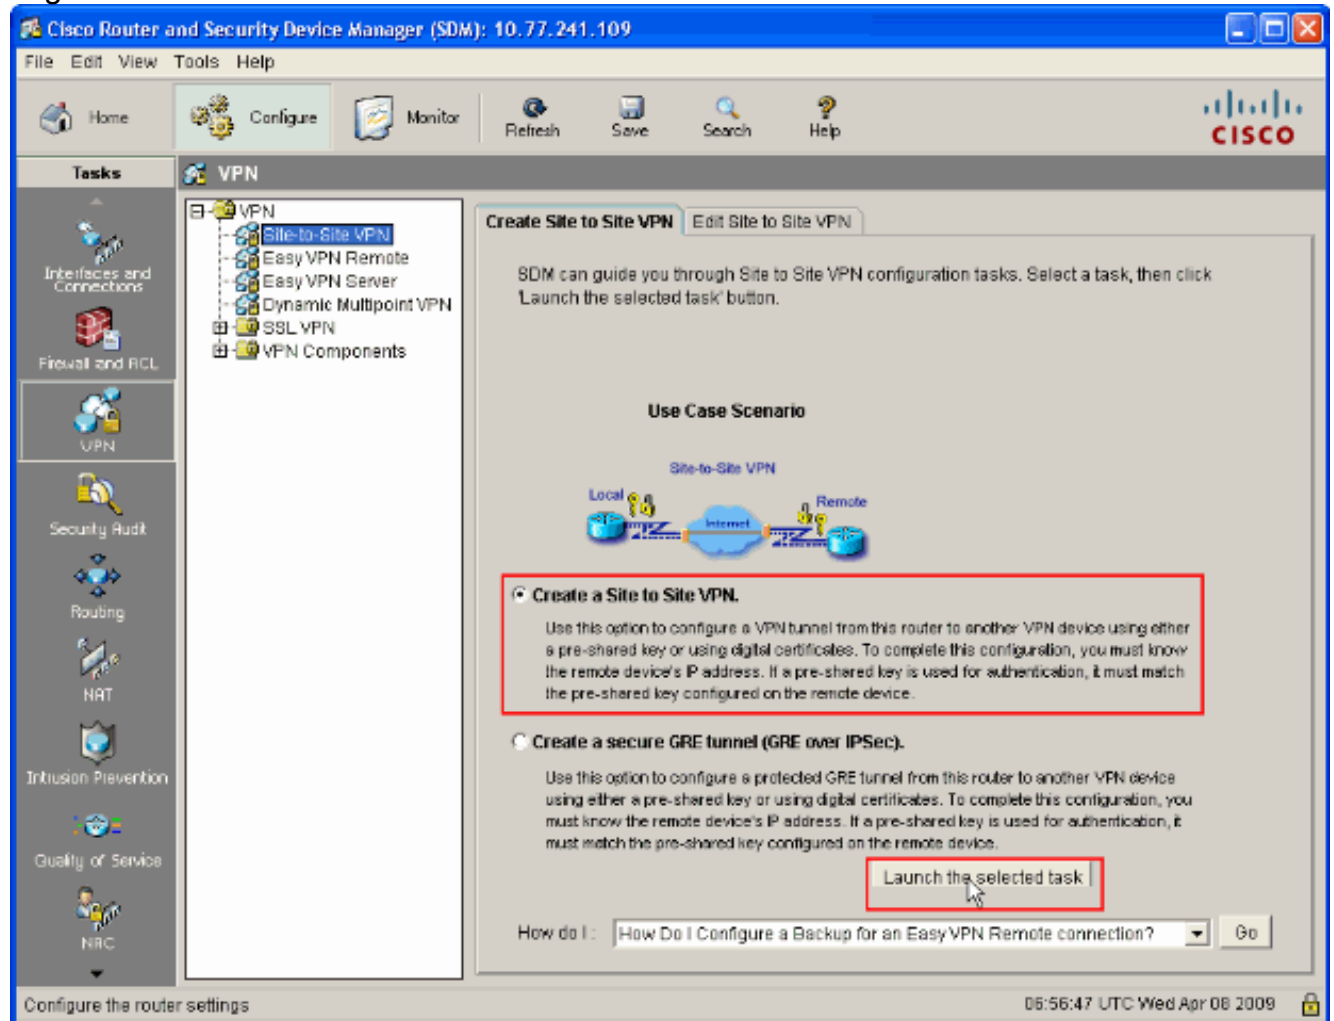 Cisco Router and Security Device Manager (SDM): 10.77.241.109
File Edit View Tools Help
Home Configure Monitor Refresh Save Search Help
CISCO
Tasks
VPN
Interfaces and
Connections
Firewall and ACL
VPN
Security Audit
Routing
NAT
Intrusion Prevention
Quality of Service
NAC
VPN
Site-to-Site VPN
Easy VPN Remote
Easy VPN Server
Dynamic Multipoint VPN
SSL VPN
VPN Components
Create Site to Site VPN Edit Site to Site VPN
SDM can guide you through Site to Site VPN configuration tasks. Select a task, then click
'Launch the selected task' button.
Use Case Scenario
Site-to-Site VPN
Local
Remote
Internet
Create a Site to Site VPN.
Use this option to configure a VPN tunnel from this router to another VPN device using either
a pre-shared key or using digital certificates. To complete this configuration, you must know
the remote device's IP address. If a pre-shared key is used for authentication, it must match
the pre-shared key configured on the remote device.
Create a secure GRE tunnel (GRE over IPSec).
Use this option to configure a protected GRE tunnel from this router to another VPN device
using either a pre-shared key or using digital certificates. To complete this configuration, you
must know the remote device's IP address. If a pre-shared key is used for authentication, it
must match the pre-shared key configured on the remote device.
Launch the selected task
How do I: How Do I Configure a Backup for an Easy VPN Remote connection? Go
Configure the router settings 06:56:47 UTC Wed Apr 08 2009